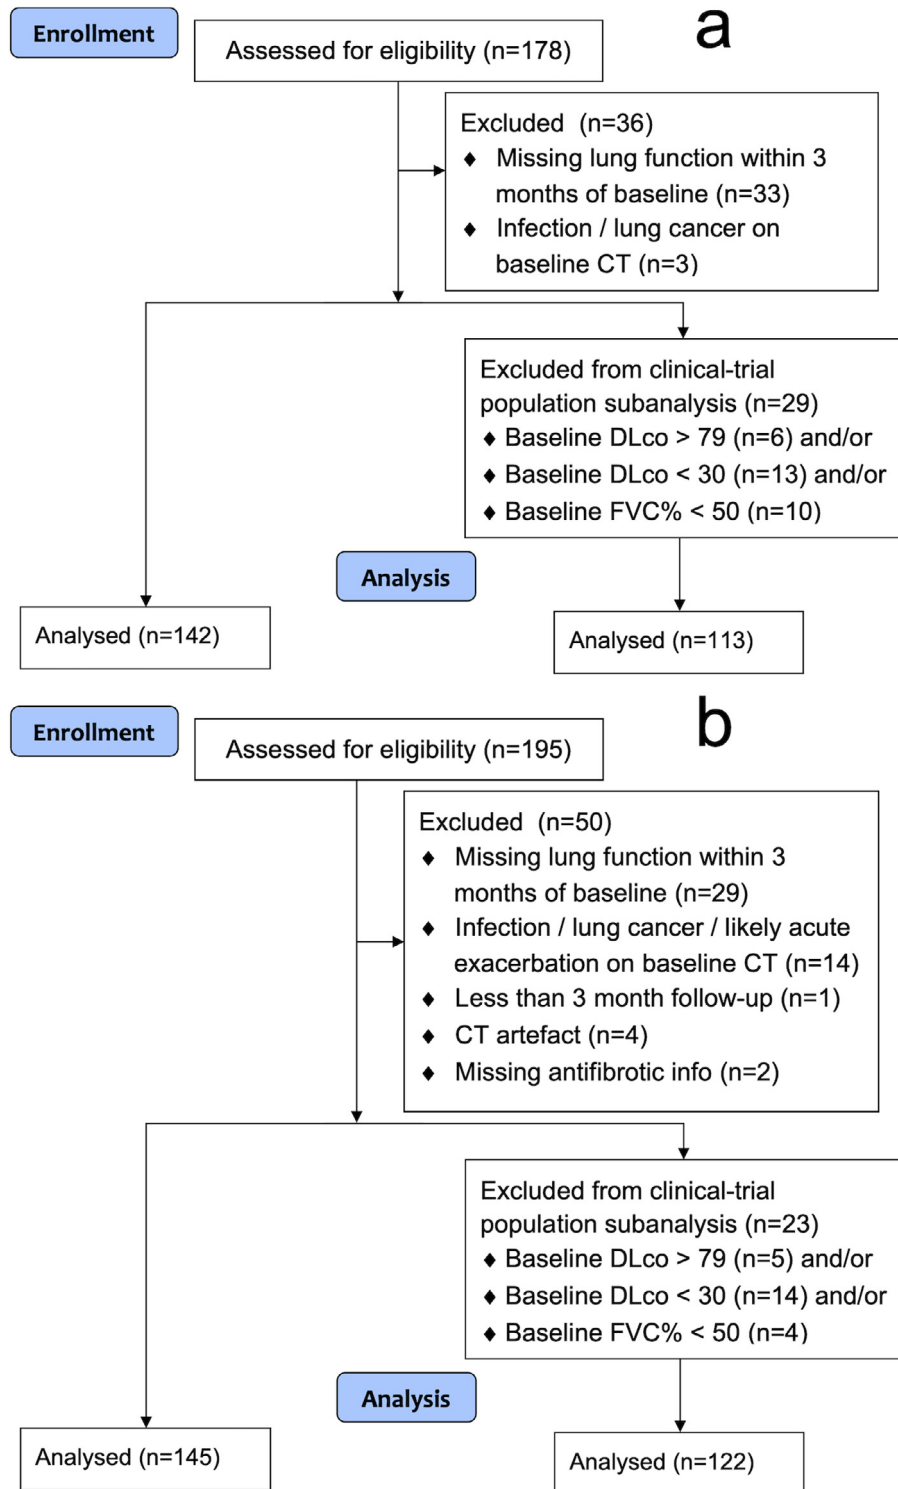 Enrollment
a
Assessed for eligibility (n=178)
Excluded  (n=36)
♦ Missing lung function within 3
months of baseline (n=33)
♦ Infection / lung cancer on
baseline CT (n=3)
Excluded from clinical-trial
population subanalysis (n=29)
♦ Baseline DLco > 79 (n=6) and/or
♦ Baseline DLco < 30 (n=13) and/or
♦ Baseline FVC% < 50 (n=10)
Analysis
Analysed (n=142)
Analysed (n=113)
Enrollment
b
Assessed for eligibility (n=195)
Excluded  (n=50)
♦ Missing lung function within 3
months of baseline (n=29)
♦ Infection / lung cancer / likely acute
exacerbation on baseline CT (n=14)
♦ Less than 3 month follow-up (n=1)
♦ CT artefact (n=4)
♦ Missing antifibrotic info (n=2)
Excluded from clinical-trial
population subanalysis (n=23)
♦ Baseline DLco > 79 (n=5) and/or
♦ Baseline DLco < 30 (n=14) and/or
♦ Baseline FVC% < 50 (n=4)
Analysis
Analysed (n=145)
Analysed (n=122)